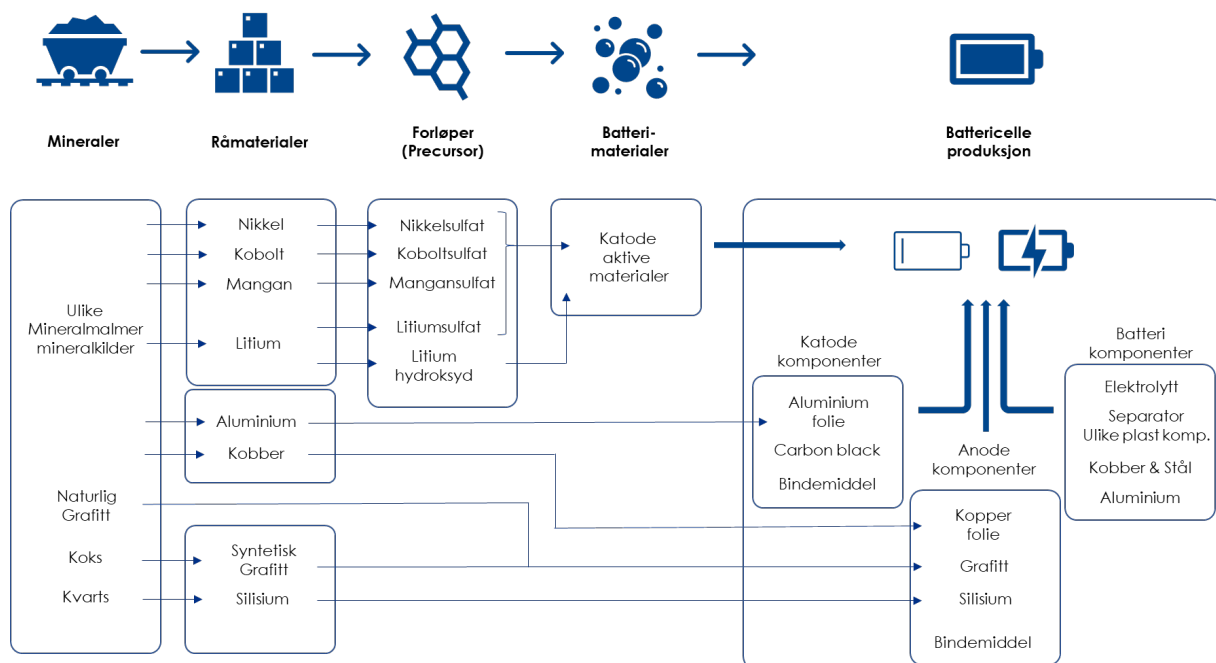 Mineraler
Råmaterialer
Forløper
(Precursor)
Batteri-
materialer
Battericelle
produksjon
Ulike
Mineralmalmer
mineralkilder
Naturlig
Grafitt
Koks
Kvarts
Nikkel
Kobolt
Mangan
Litium
Aluminium
Kobber
Syntetisk
Grafitt
Silisium
Nikkelsulfat
Koboltsulfat
Mangansulfat
Litiumsulfat
Litium
hydroksyd
Katode
aktive
materialer
Katode
komponenter
Aluminium
folie
Carbon black
Bindemiddel
Anode
komponenter
Kopper
folie
Grafitt
Silisium
Bindemiddel
Batteri
komponenter
Elektrolytt
Separator
Ulike plast komp.
Kobber & Stål
Aluminium